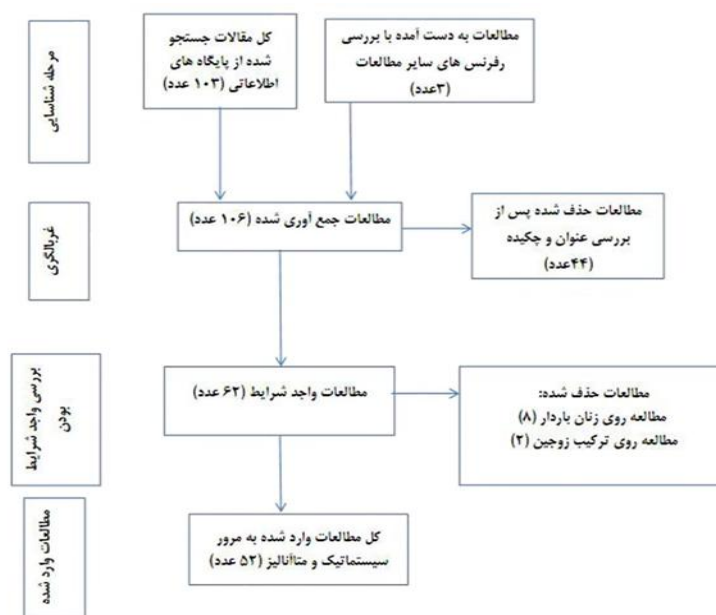 مرحله شناسایی
کل مقالات جستجو
شده از پایگاه های
اطلاعاتی (۱۰۳ عدد)
مطالعات به دست آمده با بررسی
رفرنس های سایر مطالعات
(۳عدد)
غربالگری
مطالعات جمع آوری شده (۱۰۶ عدد)
مطالعات حذف شده پس از
بررسی عنوان و چکیده
(۴۴عدد)
بررسی واجد شرایط
بودن
مطالعات واجد شرایط (۶۲ عدد)
مطالعات حذف شده:
مطالعه روی زنان باردار (۸)
مطالعه روی ترکیب زوجین (۲)
مطالعات وارد شده
کل مطالعات وارد شده به مرور
سیستماتیک و متاآنالیز (۵۲ عدد)